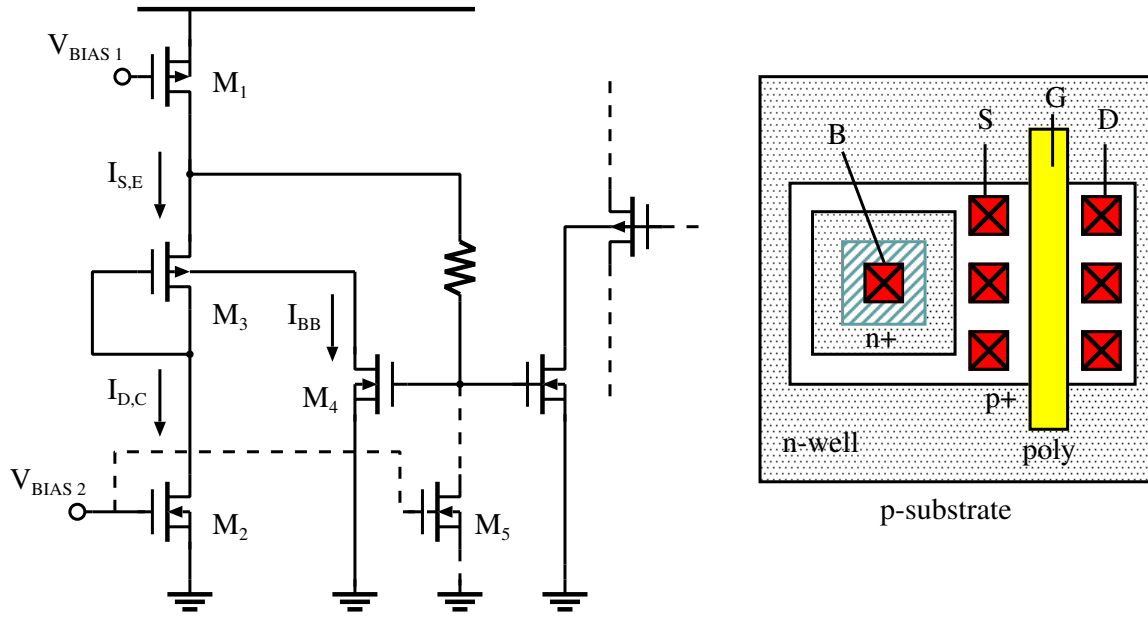 V_BIAS 1
M_1
I_S,E
M_3
I_BB
I_D,C
M_4
V_BIAS 2
M_2
M_5
G
S
D
B
n+
p+
n-well
poly
p-substrate